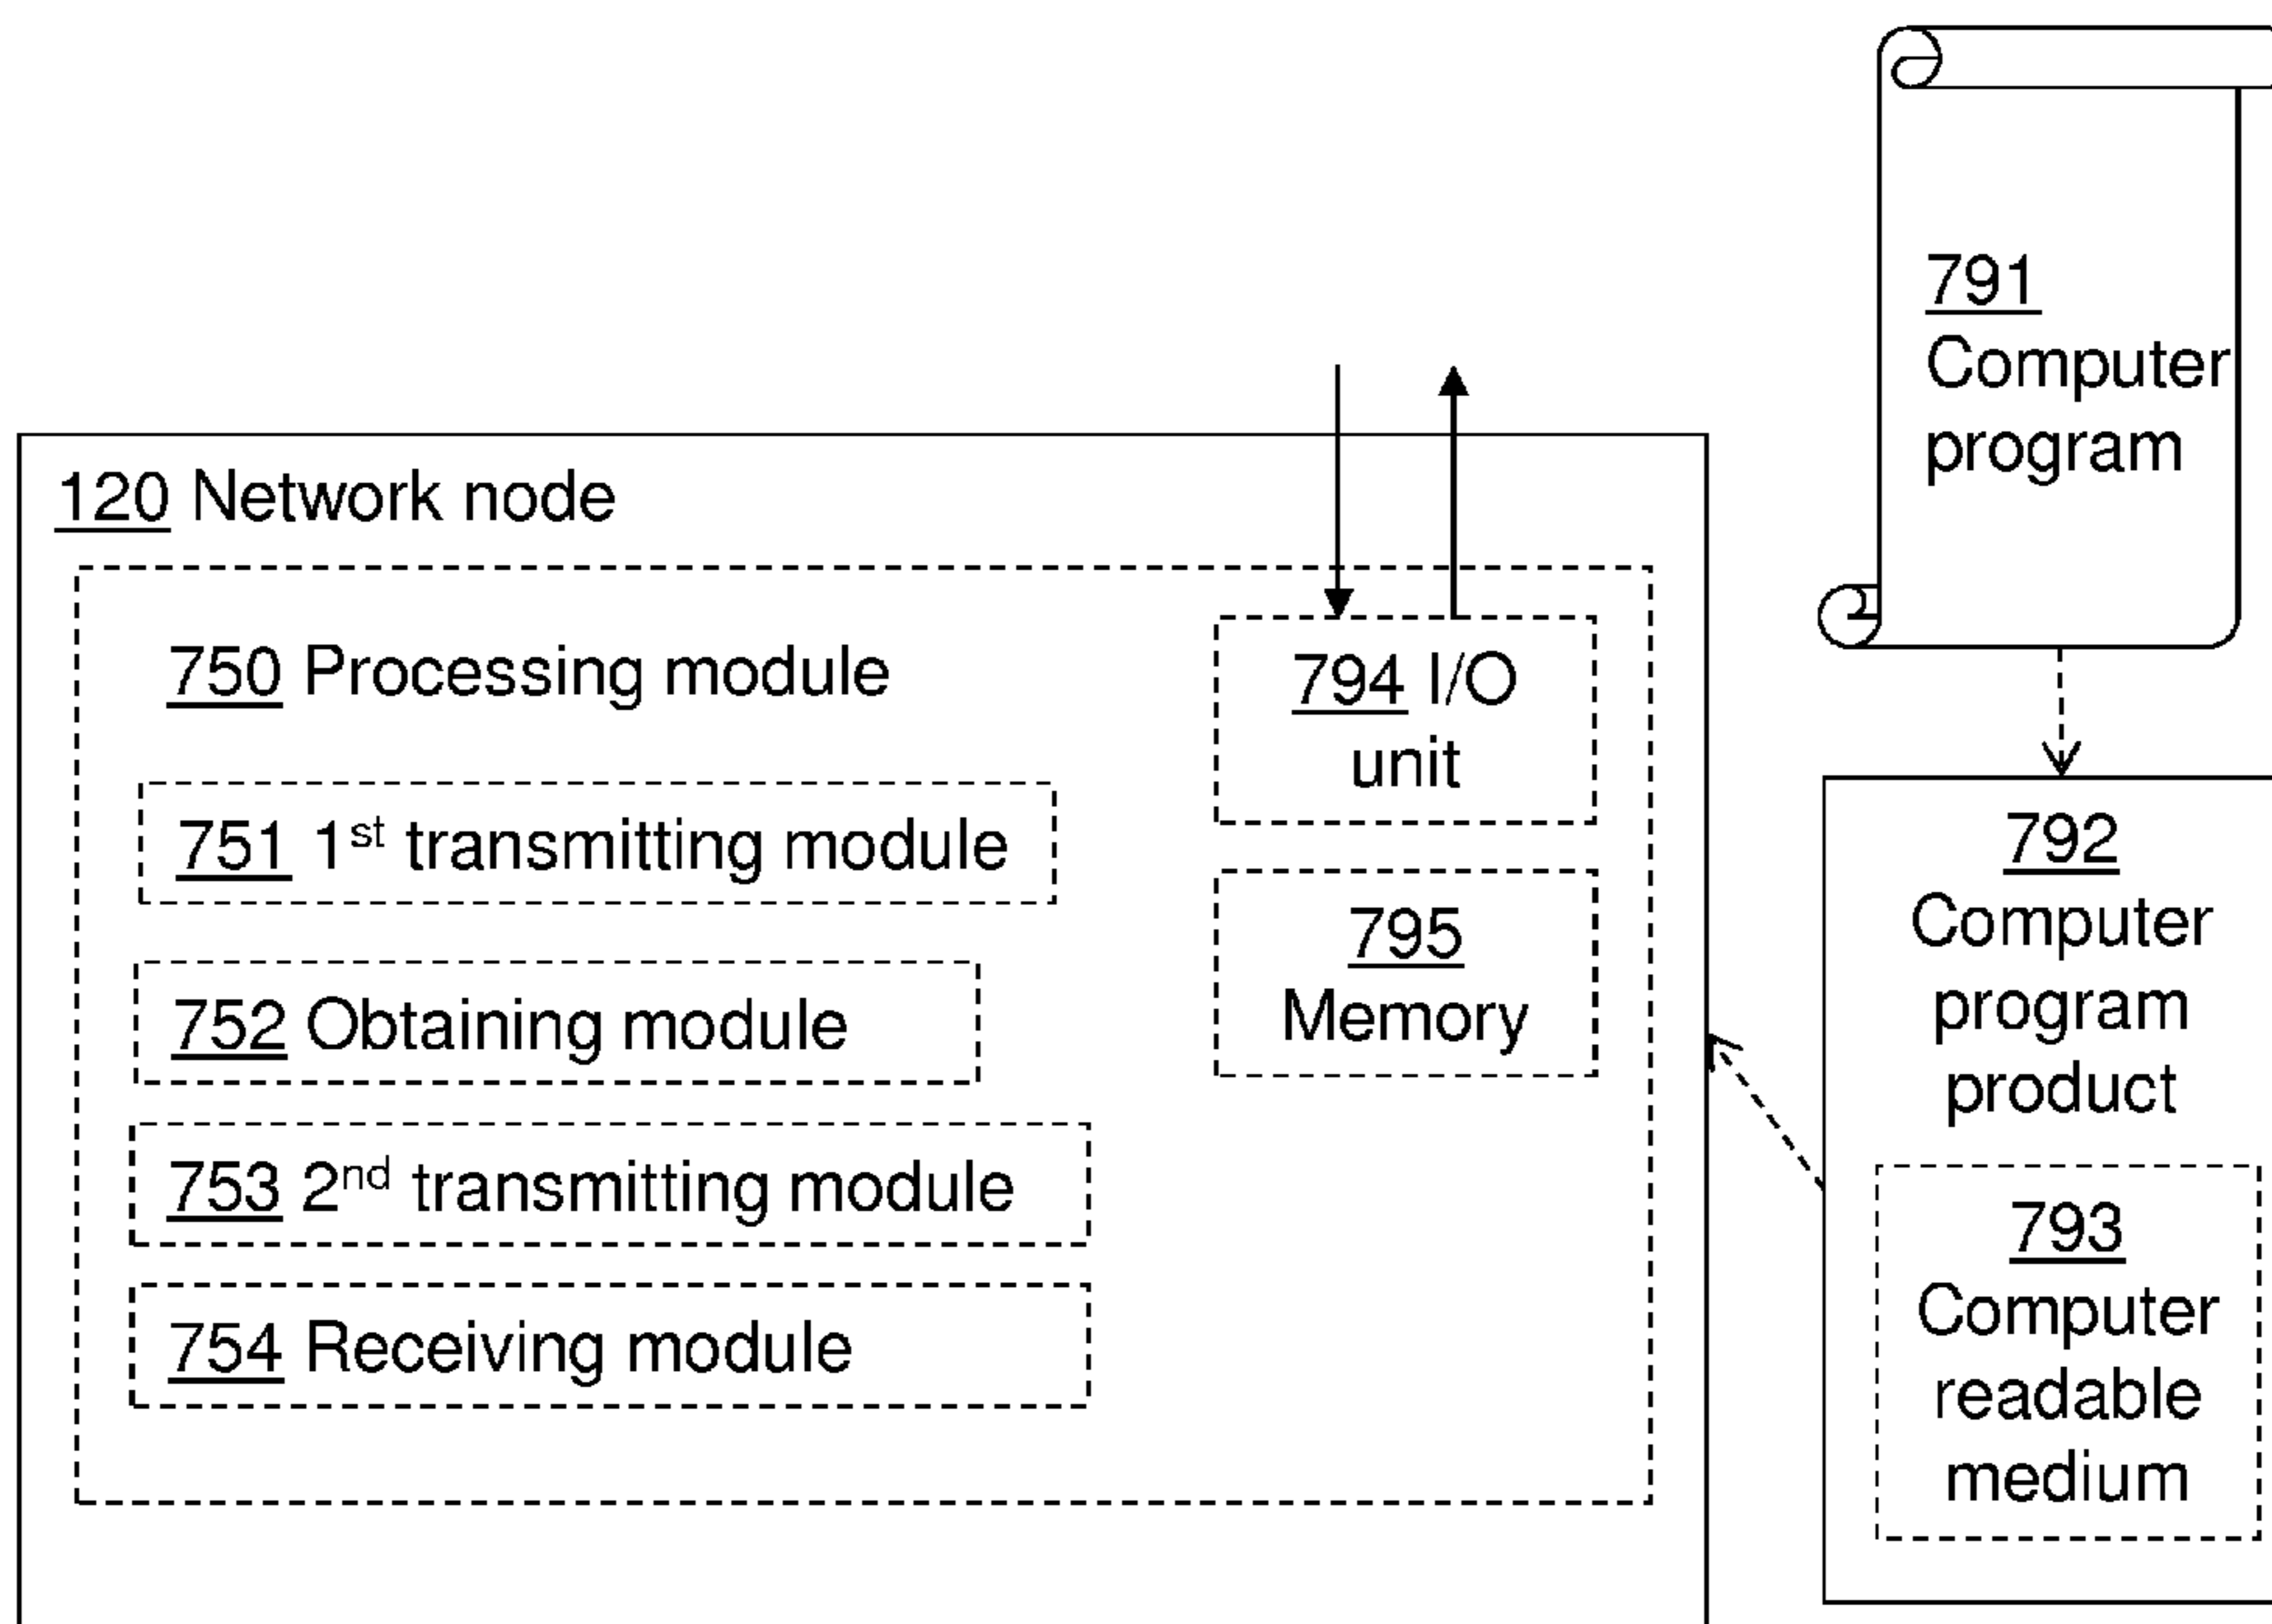 120 Network node
750 Processing module
751 1st transmitting module
752 Obtaining module
753 2nd transmitting module
754 Receiving module
794 I/O
unit
795
Memory
791
Computer
program
792
Computer
program
product
793
Computer
readable
medium